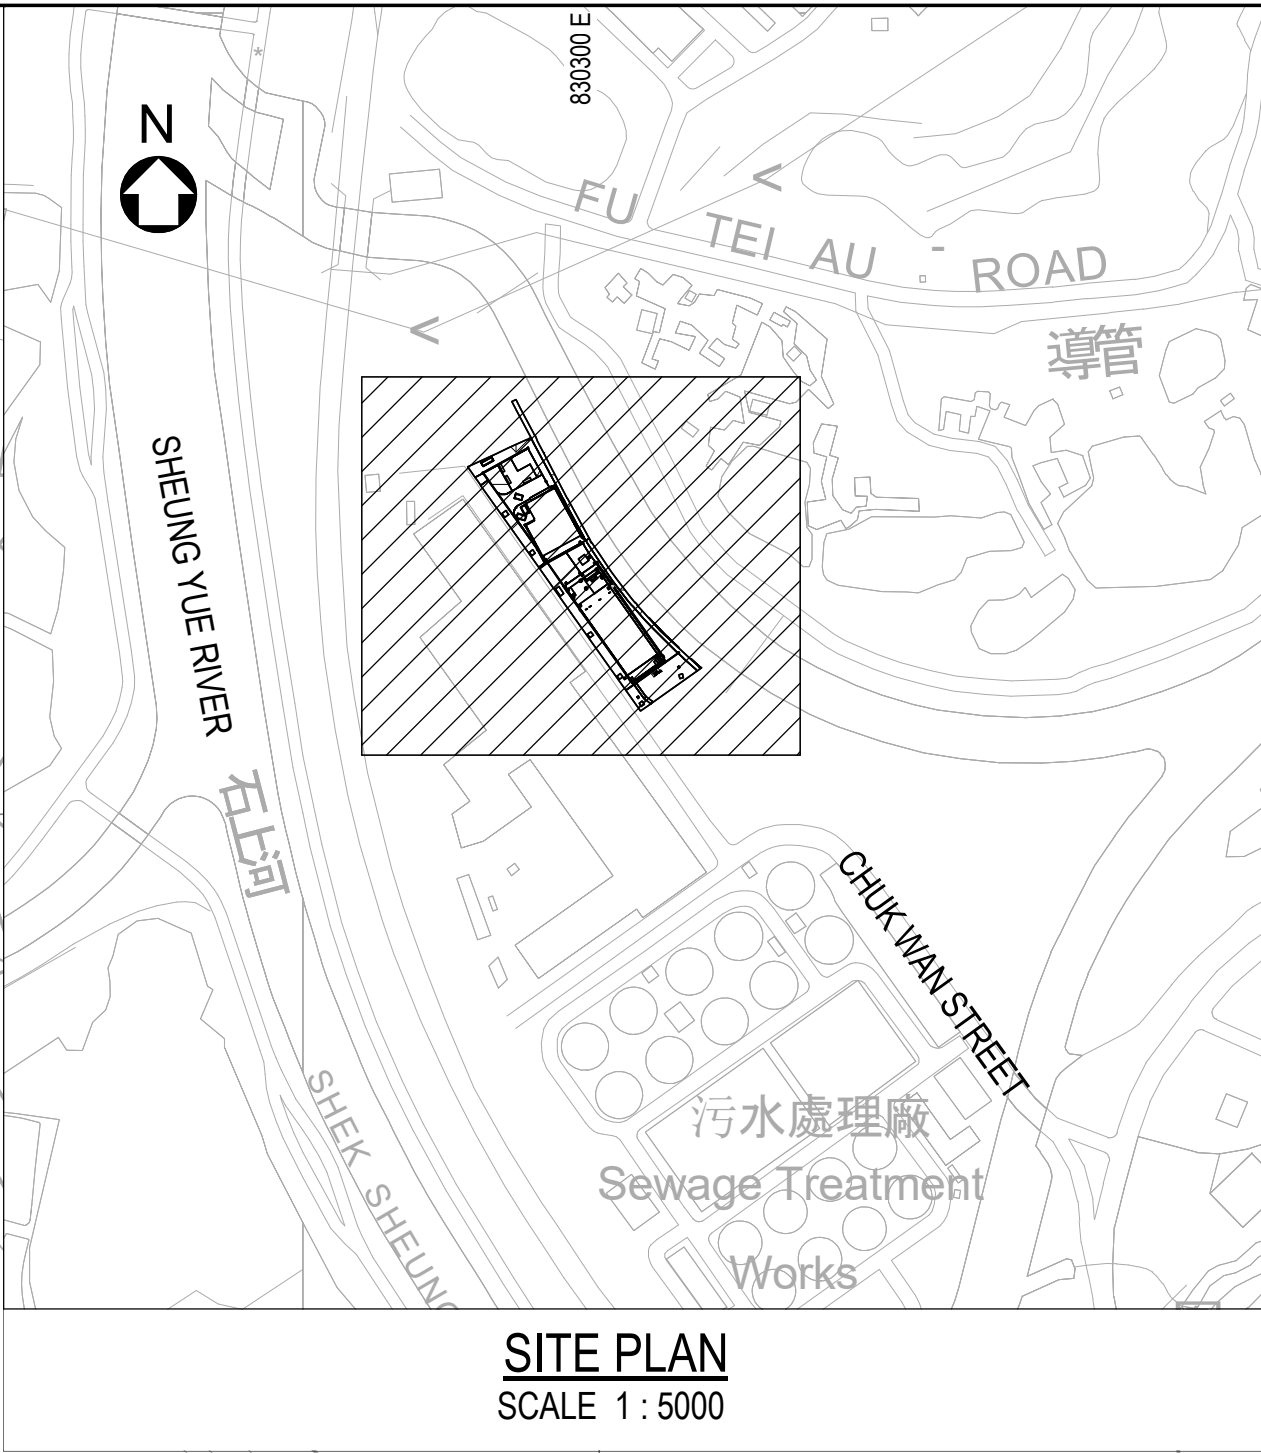 830300 E
N
FU TEI AU ROAD
導管
SHEUNG YUE RIVER
石上河
CHUK WAN STREET
SHEK SHEUNG
污水處理廠
Sewage Treatment
Works
SITE PLAN
SCALE 1 : 5000